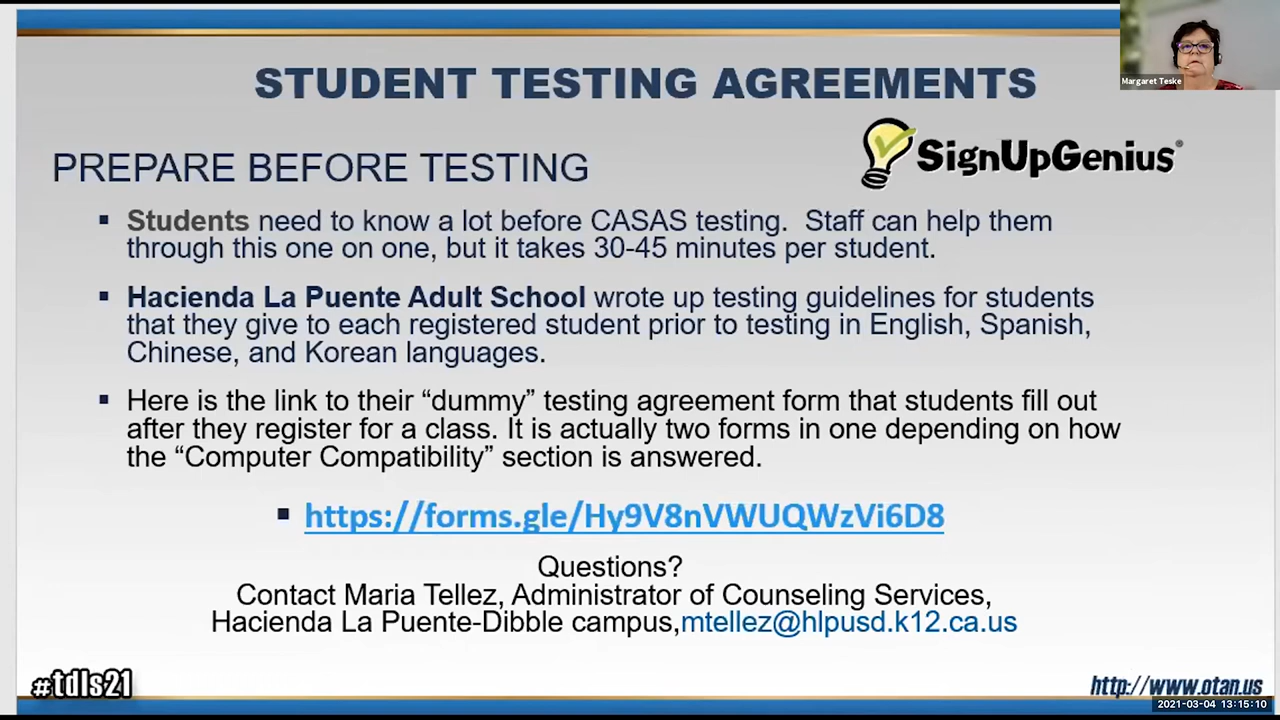 STUDENT TESTING AGREEMENTS
Margaret Teske
PREPARE BEFORE TESTING
SignUpGenius®
▪ Students need to know a lot before CASAS testing. Staff can help them
through this one on one, but it takes 30-45 minutes per student.
▪ Hacienda La Puente Adult School wrote up testing guidelines for students
that they give to each registered student prior to testing in English, Spanish,
Chinese, and Korean languages.
▪ Here is the link to their “dummy” testing agreement form that students fill out
after they register for a class. It is actually two forms in one depending on how
the “Computer Compatibility” section is answered.
▪ https://forms.gle/Hy9V8nVWUQWzVi6D8
Questions?
Contact Maria Tellez, Administrator of Counseling Services,
Hacienda La Puente-Dibble campus,mtellez@hlpusd.k12.ca.us
#tdls21
http://www.otan.us
2021-03-04 13:15:10